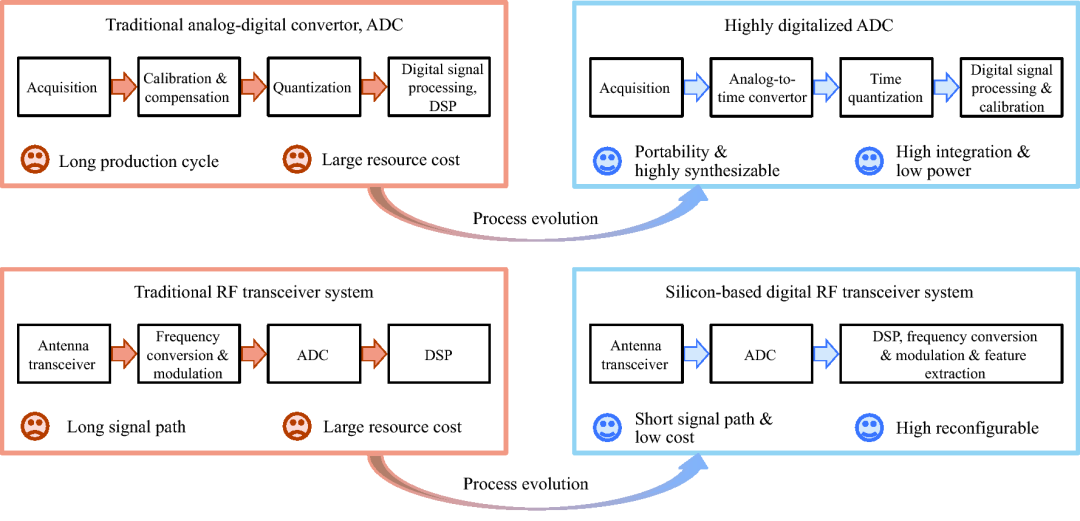 Traditional analog-digital convertor, ADC
Acquisition
Calibration &
compensation
Quantization
Digital signal
processing,
DSP
Long production cycle
Large resource cost
Highly digitalized ADC
Acquisition
Analog-to-
time convertor
Time
quantization
Digital signal
processing &
calibration
Portability &
highly synthesizable
High integration &
low power
Process evolution
Traditional RF transceiver system
Antenna
transceiver
Frequency
conversion &
modulation
ADC
DSP
Long signal path
Large resource cost
Silicon-based digital RF transceiver system
Antenna
transceiver
ADC
DSP, frequency conversion
& modulation & feature
extraction
Short signal path &
low cost
High reconfigurable
Process evolution